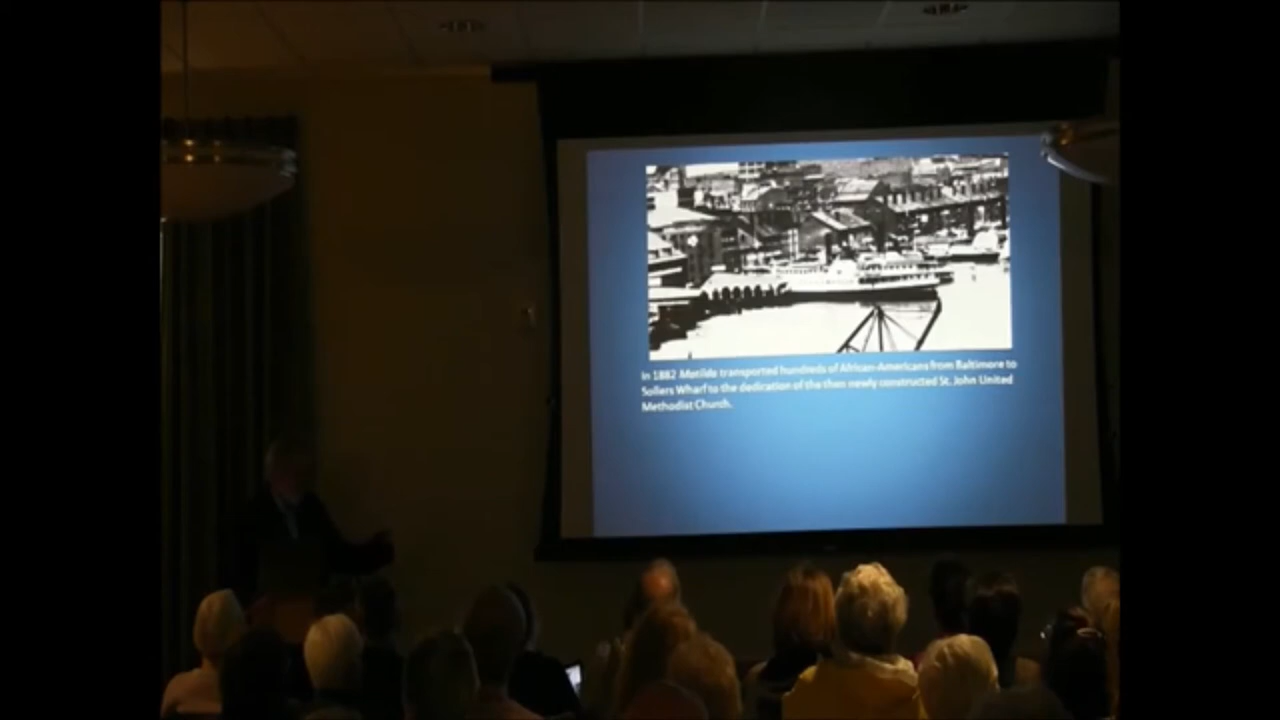 In 1882 Matilda transported hundreds of African-Americans from Baltimore to
Sollers Wharf to the dedication of the then newly constructed St. John United
Methodist Church.